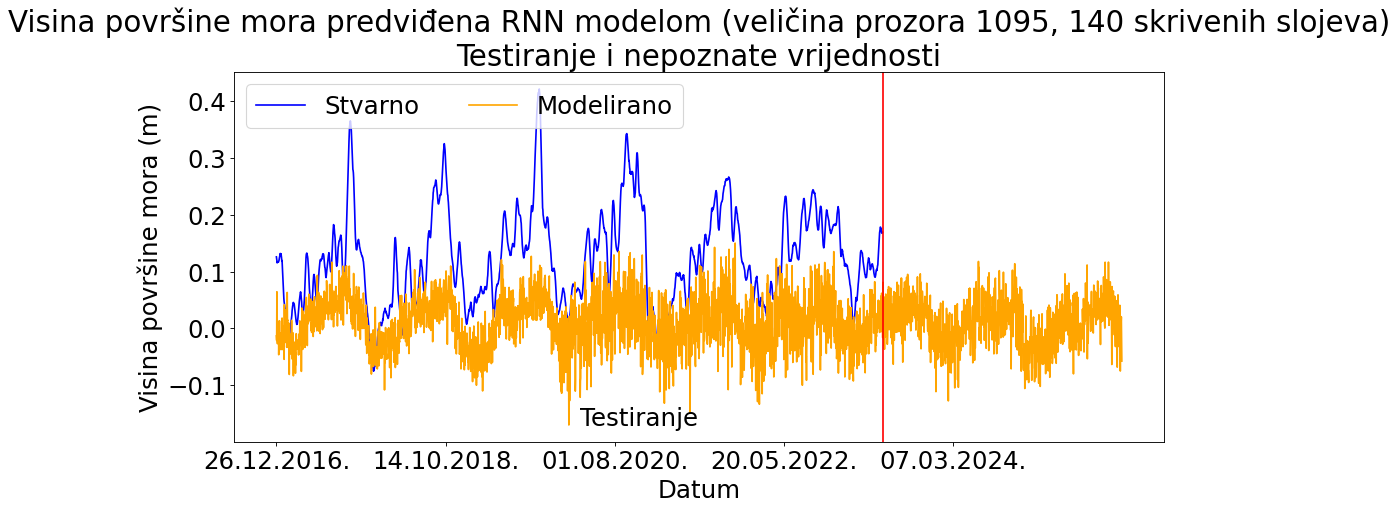 Visina površine mora predviđena RNN modelom (veličina prozora 1095, 140 skrivenih slojeva)
Testiranje i nepoznate vrijednosti
Stvarno Modelirano
Visina površine mora (m)
0.4
0.3
0.2
0.1
0.0
−0.1
Testiranje
26.12.2016. 14.10.2018. 01.08.2020. 20.05.2022. 07.03.2024.
Datum